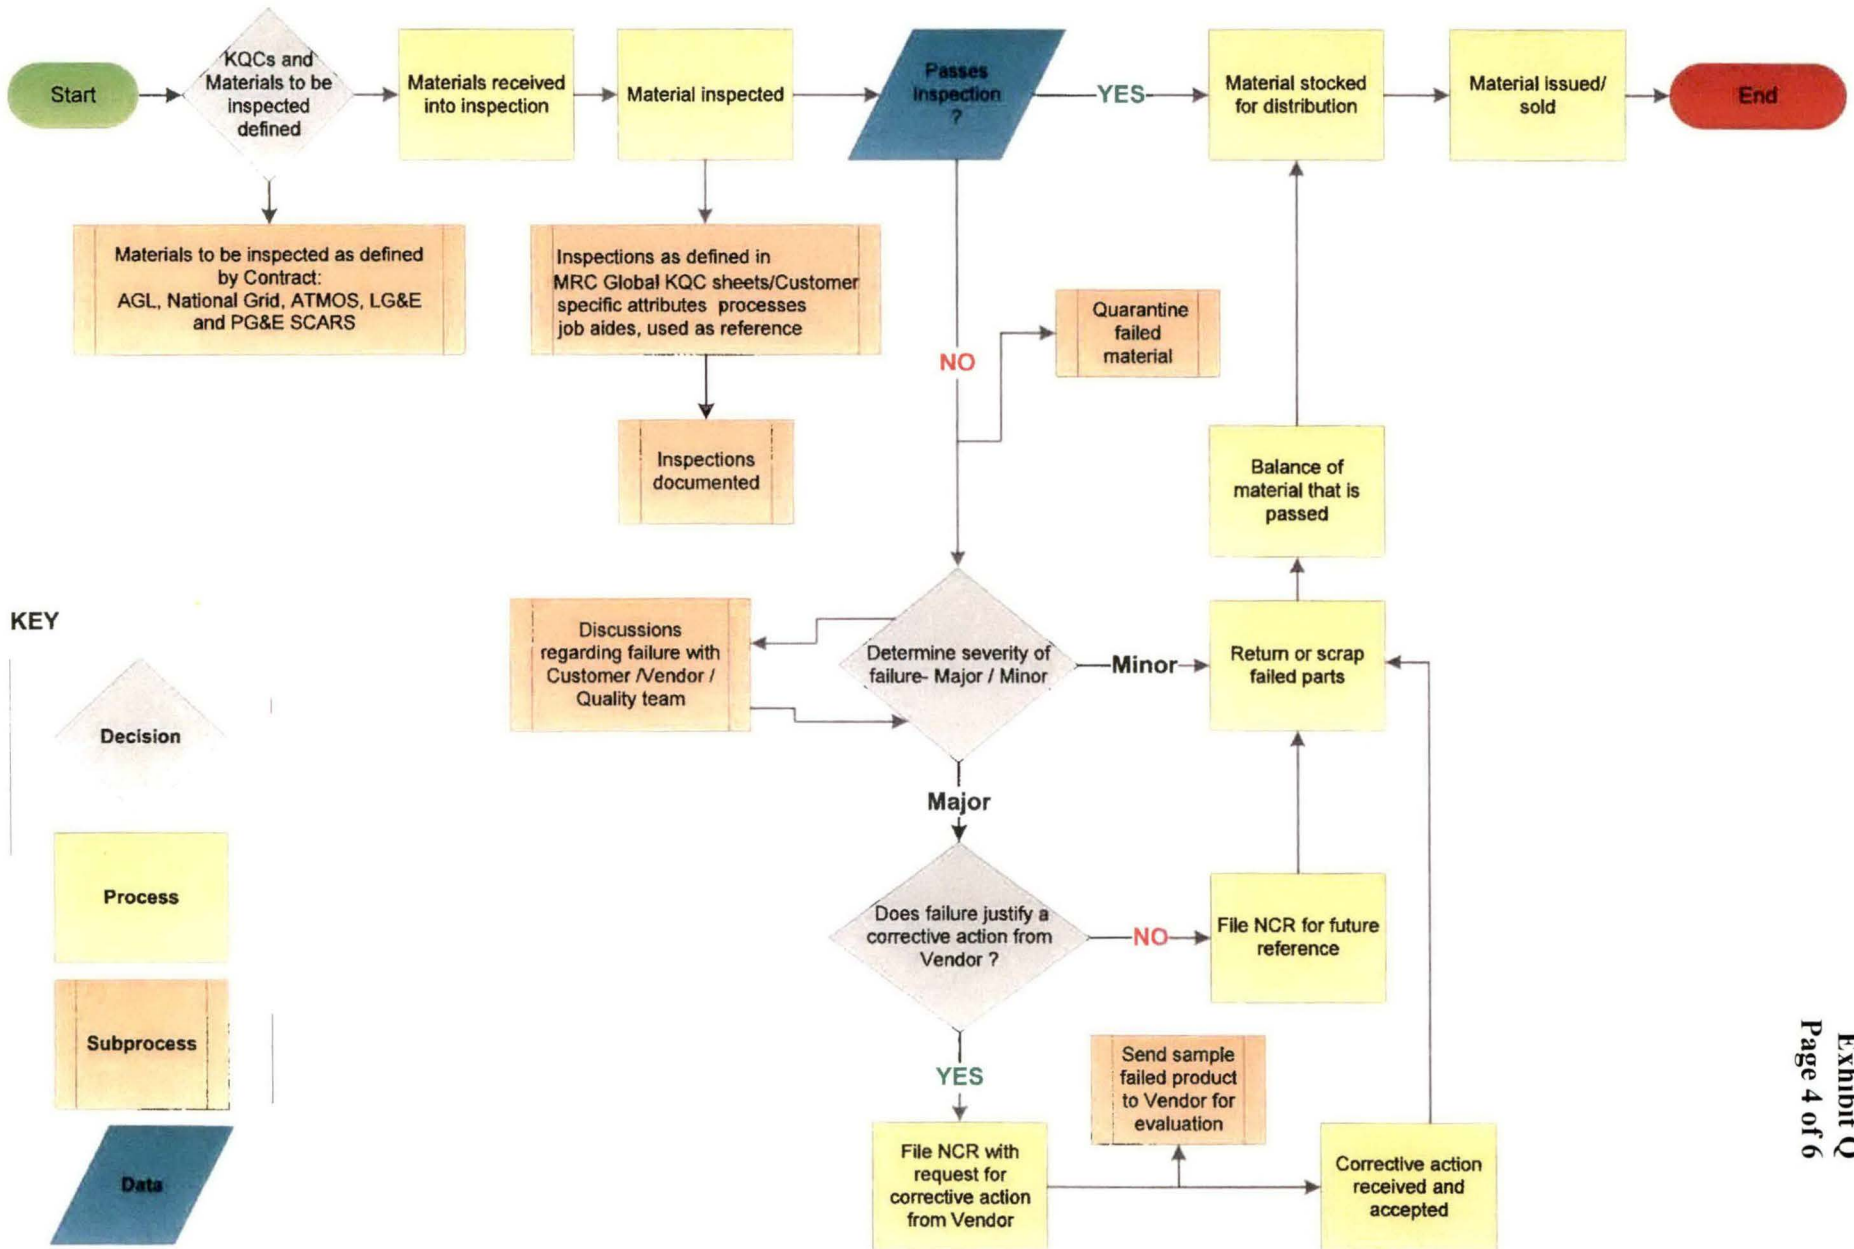 Start
KQCs and
Materials to be
inspected
defined
Materials received
into inspection
Material inspected
Passes
Inspection
?
YES
Material stocked
for distribution
Material issued/
sold
End
Materials to be inspected as defined
by Contract:
AGL, National Grid, ATMOS, LG&E
and PG&E SCARS
Inspections as defined in
MRC Global KQC sheets/Customer
specific attributes processes
job aides, used as reference
Quarantine
failed
material
NO
Inspections
documented
Balance of
material that is
passed
KEY
Decision
Process
Subprocess
Data
Discussions
regarding failure with
Customer /Vendor /
Quality team
Determine severity of
failure- Major / Minor
Minor
Return or scrap
failed parts
Major
Does failure justify a
corrective action from
Vendor ?
NO
File NCR for future
reference
YES
Send sample
failed product
to Vendor for
evaluation
File NCR with
request for
corrective action
from Vendor
Corrective action
received and
accepted
Exhibit Q
Page 4 of 6